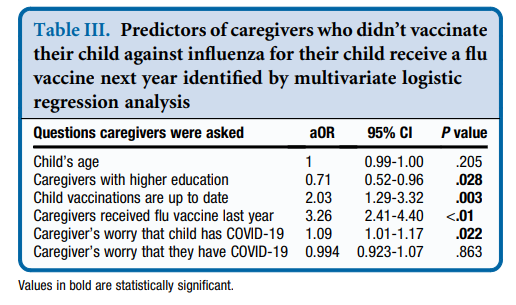 Table III. Predictors of caregivers who didn't vaccinate
their child against influenza for their child receive a flu
vaccine next year identified by multivariate logistic
regression analysis
Questions caregivers were asked aOR 95% CI P value
Child's age 1 0.99-1.00 .205
Caregivers with higher education 0.71 0.52-0.96 .028
Child vaccinations are up to date 2.03 1.29-3.32 .003
Caregivers received flu vaccine last year 3.26 2.41-4.40 <.01
Caregiver's worry that child has COVID-19 1.09 1.01-1.17 .022
Caregiver's worry that they have COVID-19 0.994 0.923-1.07 .863
Values in bold are statistically significant.